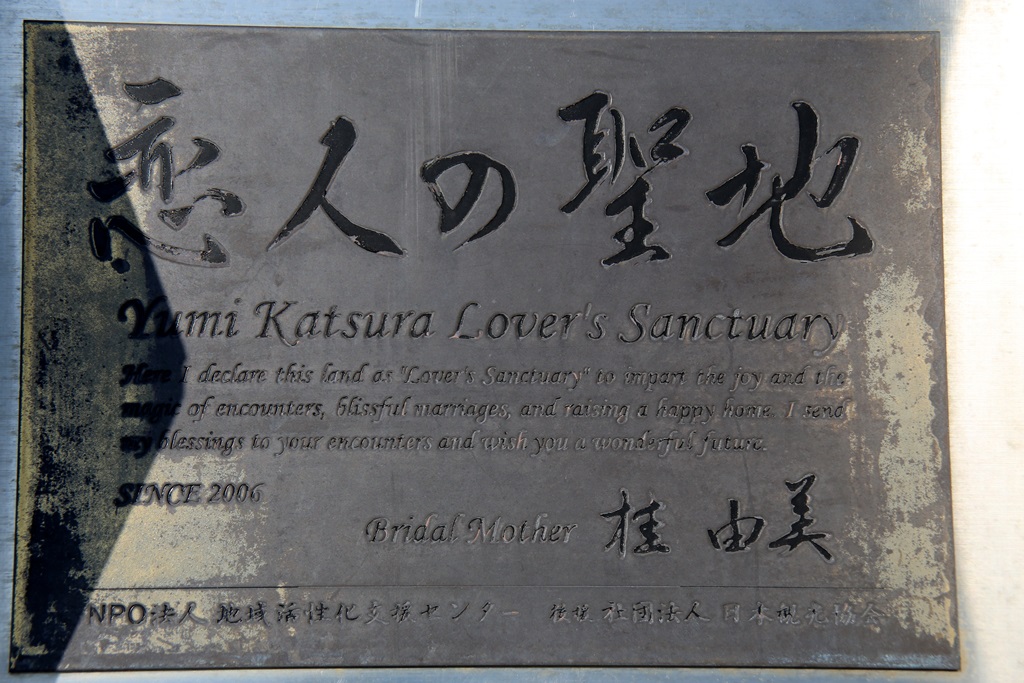 恋人の聖地
Yumi Katsura Lover's Sanctuary
Here I declare this land as "Lover's Sanctuary" to impart the joy and the
magic of encounters, blissful marriages, and raising a happy home. I send
my blessings to your encounters and wish you a wonderful future.
SINCE 2006
Bridal Mother 桂 由美
NPO法人 地域活性化支援センター 後援 社団法人 日本観光協会